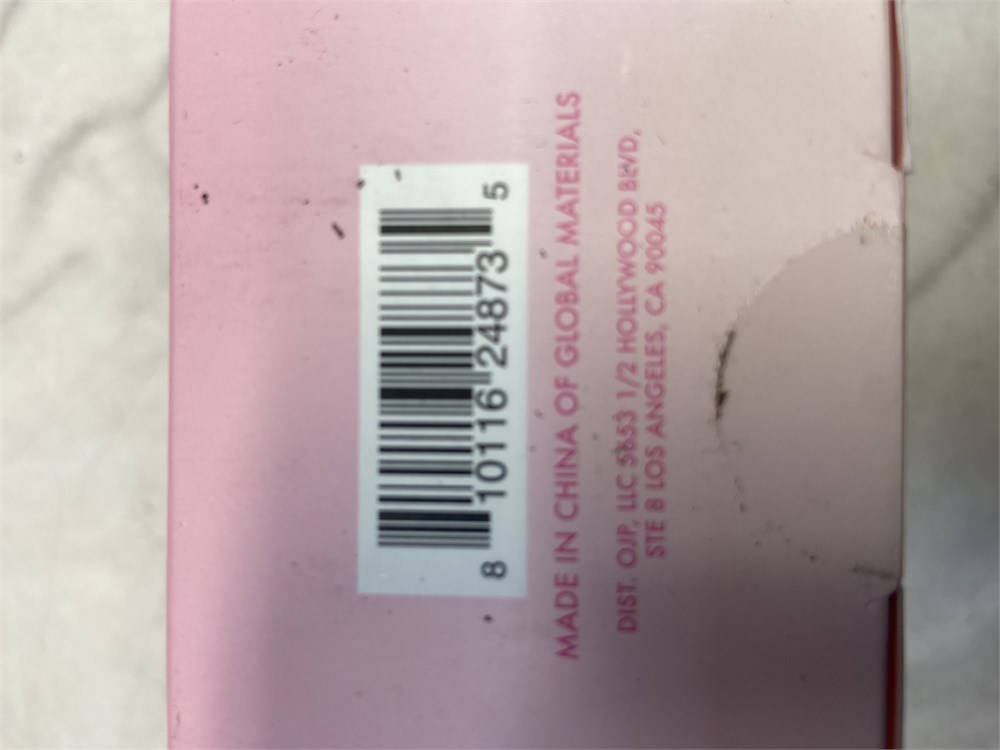 8 10116 24873 5
MADE IN CHINA OF GLOBAL MATERIALS
DIST. OJP, LLC 5653 1/2 HOLLYWOOD BLVD,
STE 8 LOS ANGELES, CA 90045